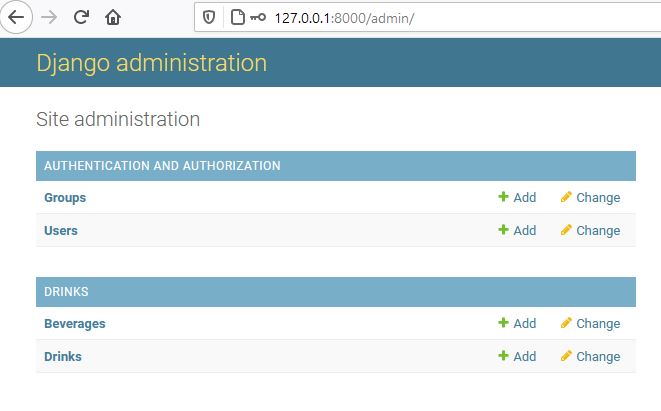 127.0.0.1:8000/admin/
Django administration
Site administration
AUTHENTICATION AND AUTHORIZATION
Groups Add Change
Users Add Change
DRINKS
Beverages Add Change
Drinks Add Change